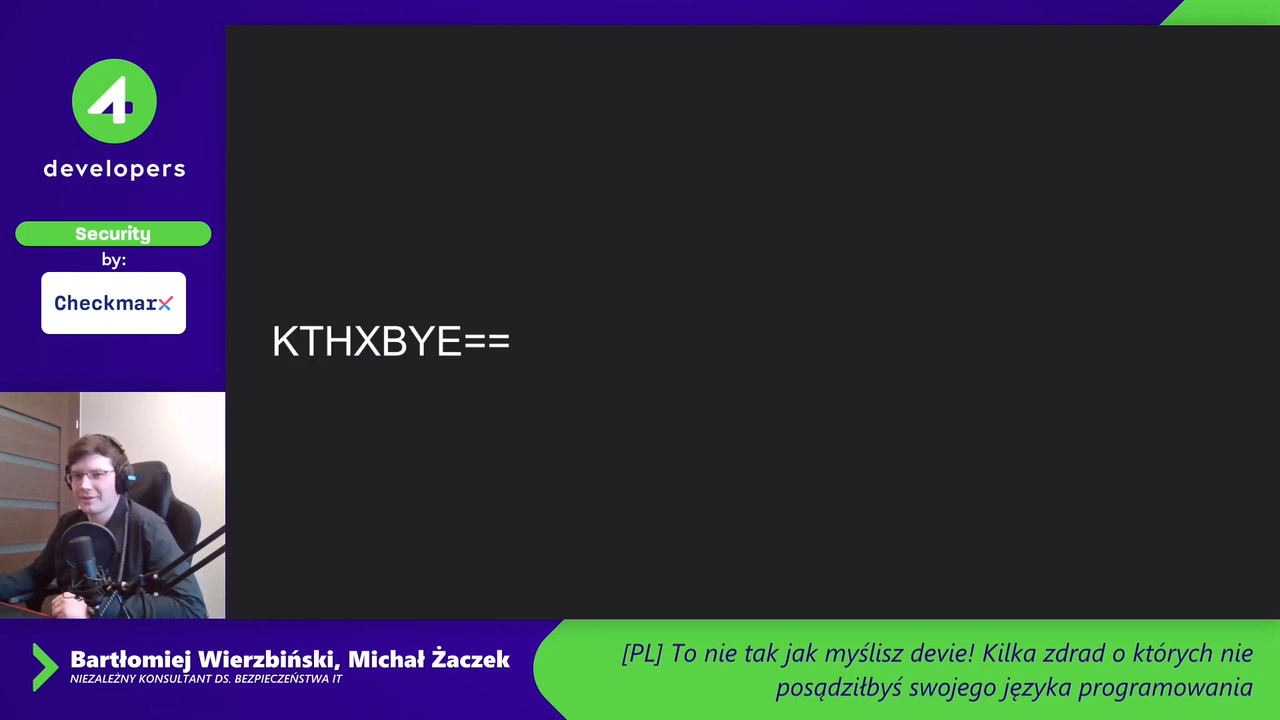 4
developers
Security
by:
Checkmarx
KTHXBYE==
Bartłomiej Wierzbiński, Michał Żaczek
NIEZALEŻNY KONSULTANT DS. BEZPIECZEŃSTWA IT
[PL] To nie tak jak myślisz devie! Kilka zdrad o których nie
posądziłbyś swojego języka programowania